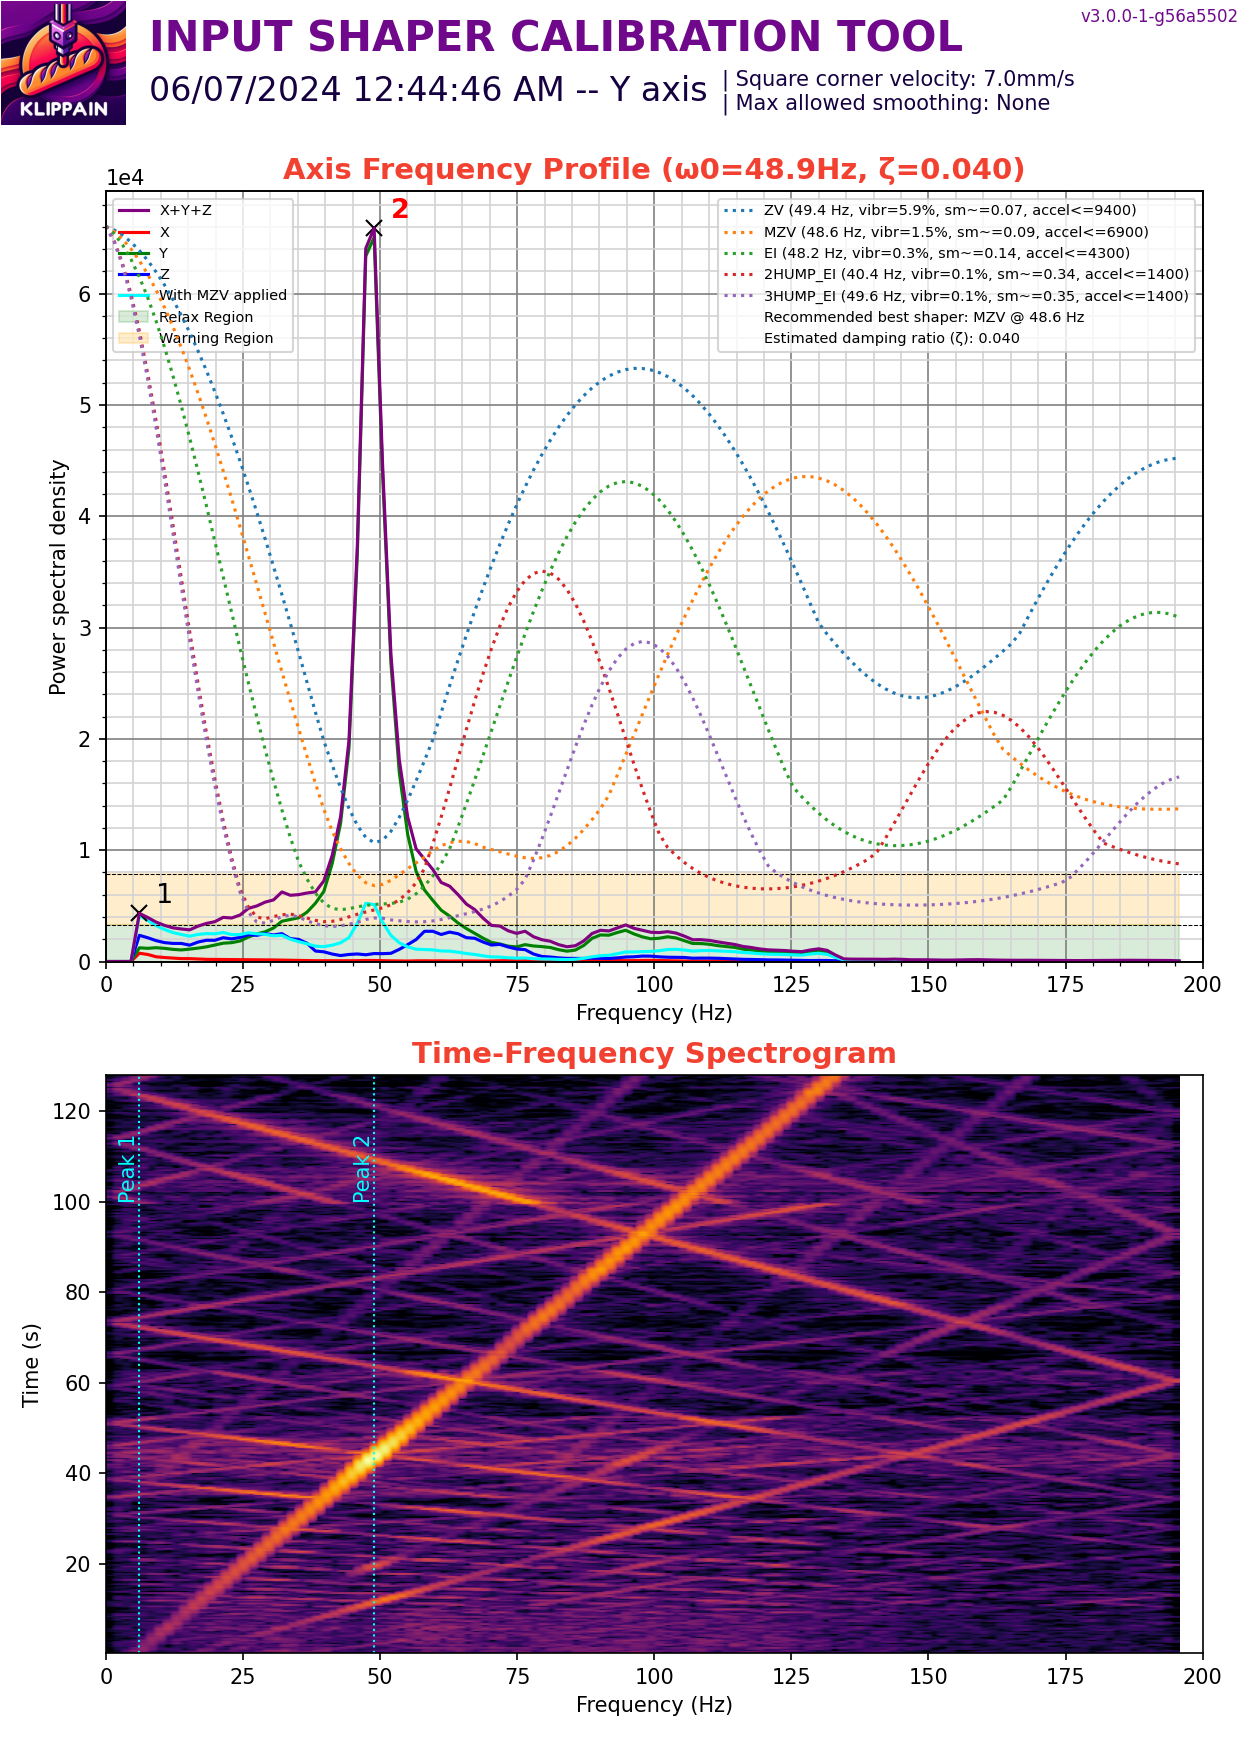 v3.0.0-1-g56a5502
INPUT SHAPER CALIBRATION TOOL
06/07/2024 12:44:46 AM -- Y axis
| Square corner velocity: 7.0mm/s
| Max allowed smoothing: None
KLIPPAIN
Axis Frequency Profile (ω0=48.9Hz, ζ=0.040)
1e4
X+Y+Z
X
Y
Z
With MZV applied
Relax Region
Warning Region
2
ZV (49.4 Hz, vibr=5.9%, sm~=0.07, accel<=9400)
MZV (48.6 Hz, vibr=1.5%, sm~=0.09, accel<=6900)
EI (48.2 Hz, vibr=0.3%, sm~=0.14, accel<=4300)
2HUMP_EI (40.4 Hz, vibr=0.1%, sm~=0.34, accel<=1400)
3HUMP_EI (49.6 Hz, vibr=0.1%, sm~=0.35, accel<=1400)
Recommended best shaper: MZV @ 48.6 Hz
Estimated damping ratio (ζ): 0.040
6
5
4
3
2
1
0
Power spectral density
1
0 25 50 75 100 125 150 175 200
Frequency (Hz)
Time-Frequency Spectrogram
120
100
80
60
40
20
Time (s)
Peak 1
Peak 2
0 25 50 75 100 125 150 175 200
Frequency (Hz)